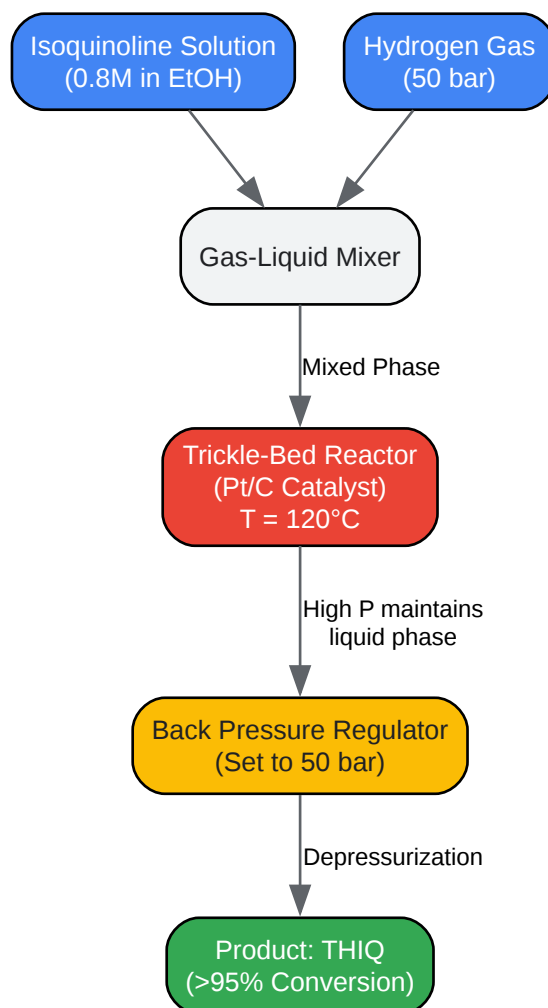 Isoquinoline Solution
(0.8M in EtOH)
Hydrogen Gas
(50 bar)
Gas-Liquid Mixer
Mixed Phase
Trickle-Bed Reactor
(Pt/C Catalyst)
T = 120°C
High P maintains
liquid phase
Back Pressure Regulator
(Set to 50 bar)
Depressurization
Product: THIQ
(>95% Conversion)